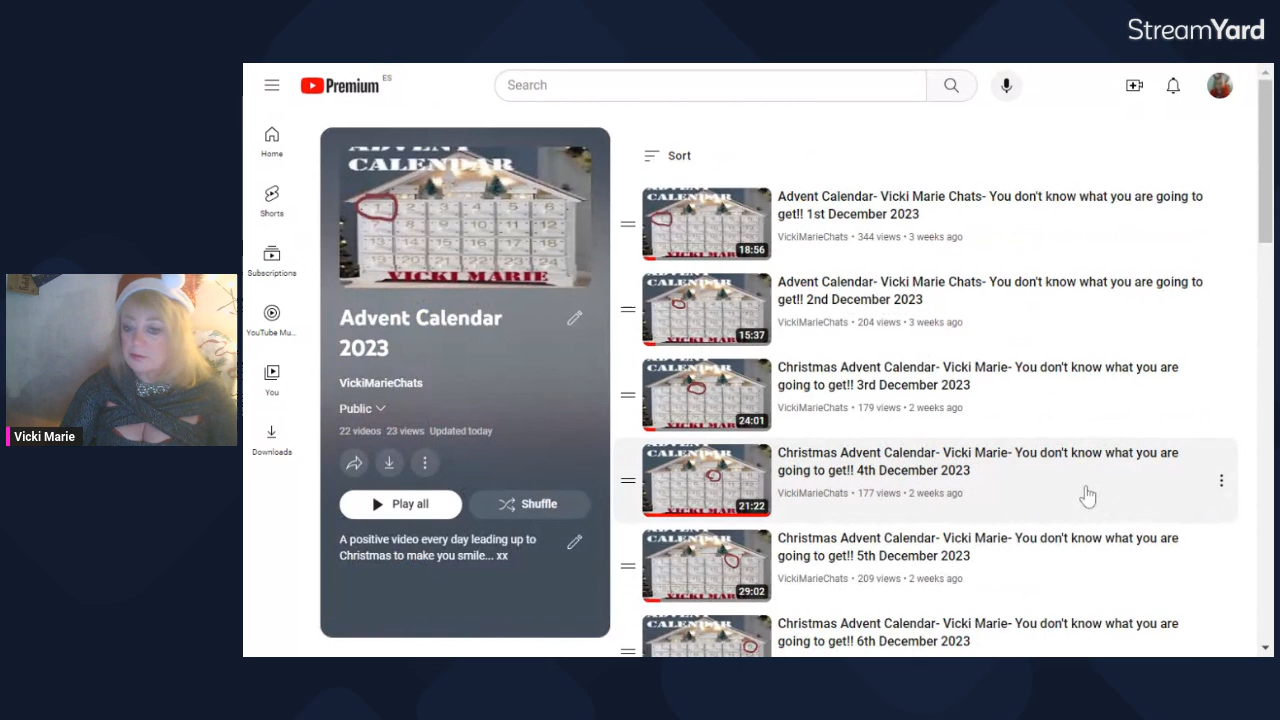 StreamYard
Premium ES
Search
Home
Shorts
Subscriptions
YouTube Mu...
You
Downloads
ADVENT
CALENDAR
VICKI MARIE
Advent Calendar
2023
VickiMarieChats
Public
22 videos 23 views Updated today
Play all
Shuffle
A positive video every day leading up to
Christmas to make you smile... xx
Sort
18:56
Advent Calendar- Vicki Marie Chats- You don't know what you are going to
get!! 1st December 2023
VickiMarieChats • 344 views • 3 weeks ago
15:37
Advent Calendar- Vicki Marie Chats- You don't know what you are going to
get!! 2nd December 2023
VickiMarieChats • 204 views • 3 weeks ago
24:01
Christmas Advent Calendar- Vicki Marie- You don't know what you are
going to get!! 3rd December 2023
VickiMarieChats • 179 views • 2 weeks ago
21:22
Christmas Advent Calendar- Vicki Marie- You don't know what you are
going to get!! 4th December 2023
VickiMarieChats • 177 views • 2 weeks ago
29:02
Christmas Advent Calendar- Vicki Marie- You don't know what you are
going to get!! 5th December 2023
VickiMarieChats • 209 views • 2 weeks ago
Christmas Advent Calendar- Vicki Marie- You don't know what you are
going to get!! 6th December 2023
Vicki Marie